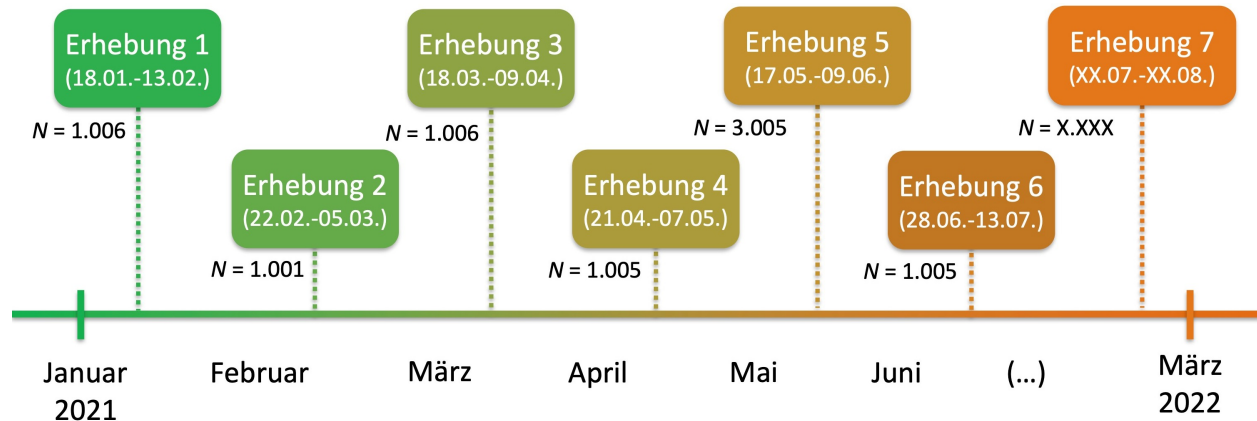 Erhebung 1
(18.01.-13.02.)
N = 1.006
Erhebung 2
(22.02.-05.03.)
N = 1.001
Erhebung 3
(18.03.-09.04.)
N = 1.006
Erhebung 4
(21.04.-07.05.)
N = 1.005
Erhebung 5
(17.05.-09.06.)
N = 3.005
Erhebung 6
(28.06.-13.07.)
N = 1.005
Erhebung 7
(XX.07.-XX.08.)
N = X.XXX
Januar
2021
Februar
März
April
Mai
Juni
(...)
März
2022